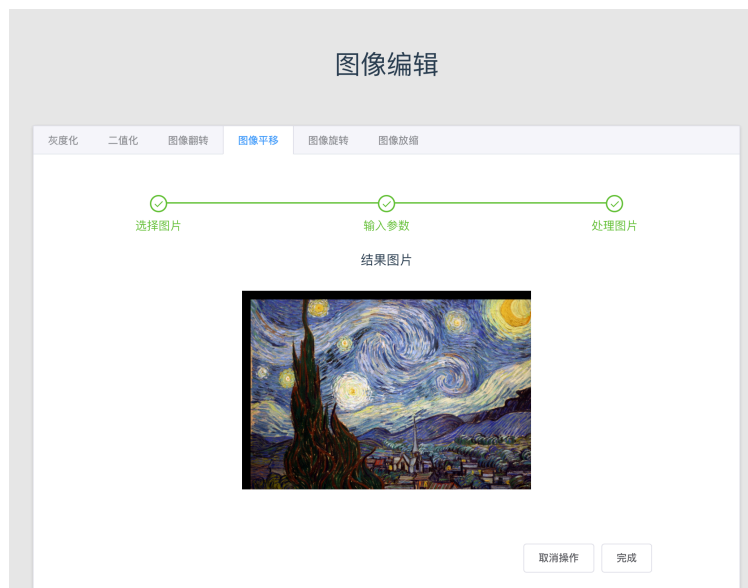 图像编辑
灰度化 二值化 图像翻转 图像平移 图像旋转 图像放缩
选择图片 输入参数 处理图片
结果图片
取消操作 完成